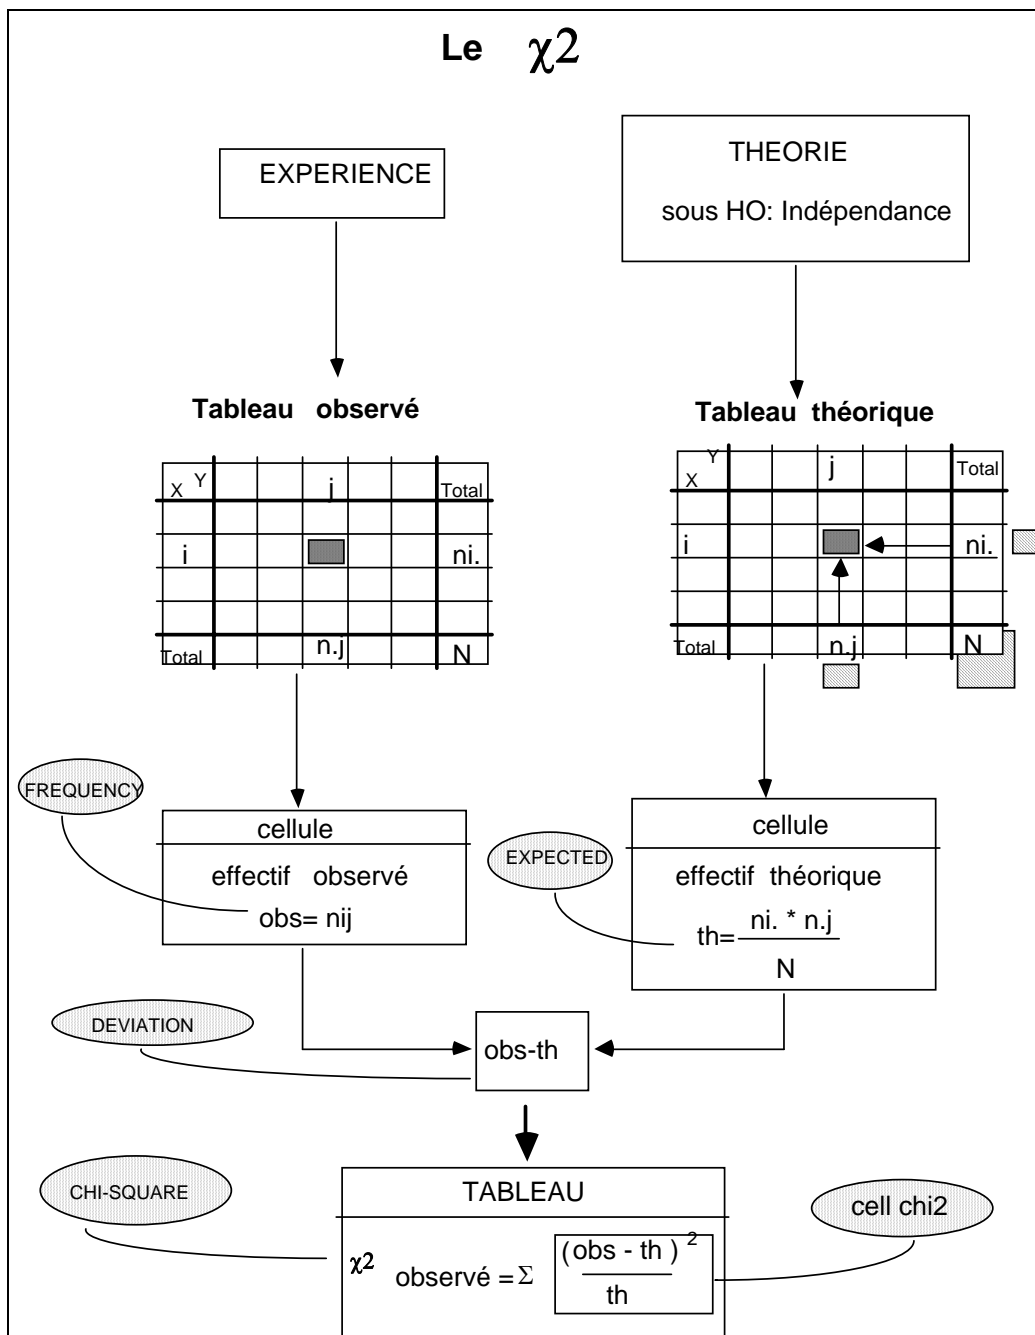 Le χ2
EXPERIENCE
THEORIE
sous HO: Indépendance
Tableau observé
Tableau théorique
X Y j Total
i ni.
Total n.j N
X Y j Total
i ni.
Total n.j N
FREQUENCY
cellule
effectif observé
obs= nij
EXPECTED
cellule
effectif théorique
th= ni. * n.j
N
DEVIATION
obs-th
CHI-SQUARE
TABLEAU
cell chi2
χ2 observé = Σ (obs - th ) 2
th